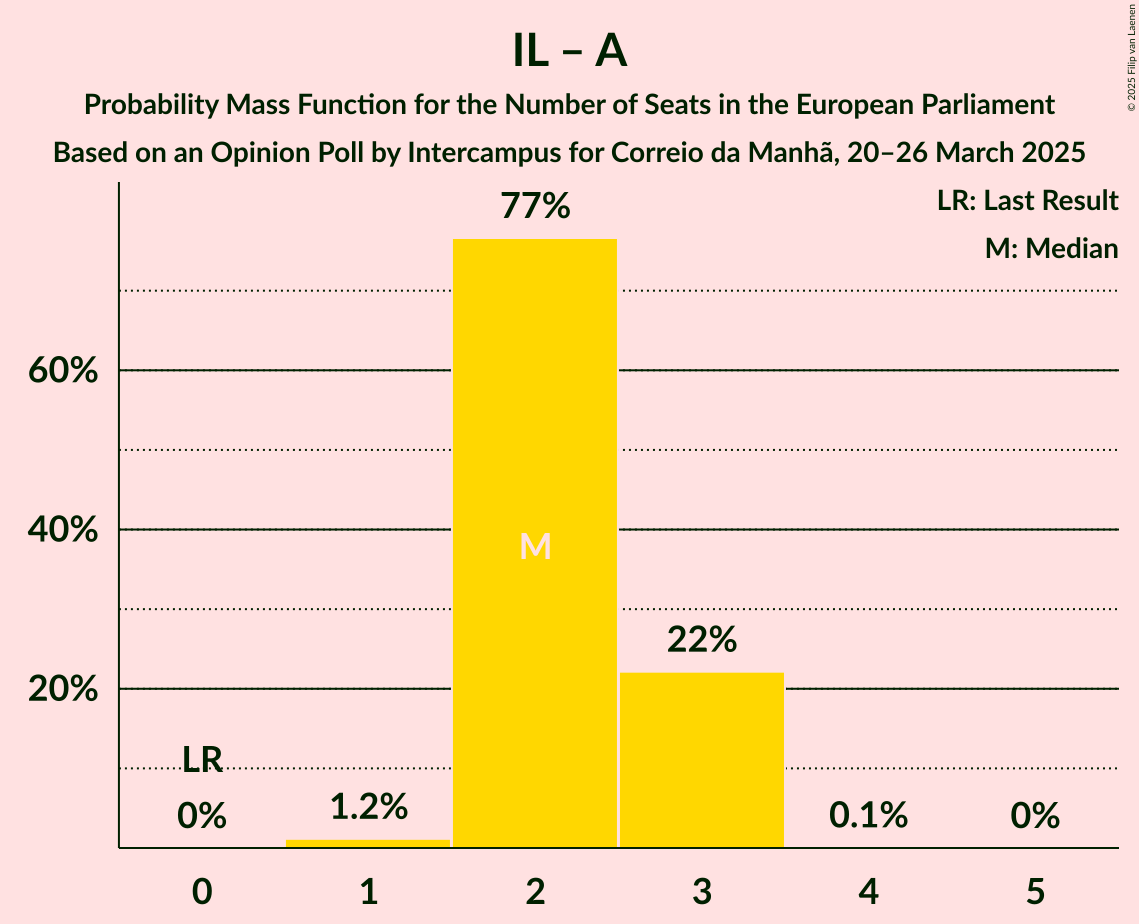 IL – A
Probability Mass Function for the Number of Seats in the European Parliament
Based on an Opinion Poll by Intercampus for Correio da Manhã, 20–26 March 2025
© 2025 Filip van Laenen
LR: Last Result
M: Median
77%
60%
40%
M
22%
20%
LR
0%
1.2%
0.1%
0%
0 1 2 3 4 5